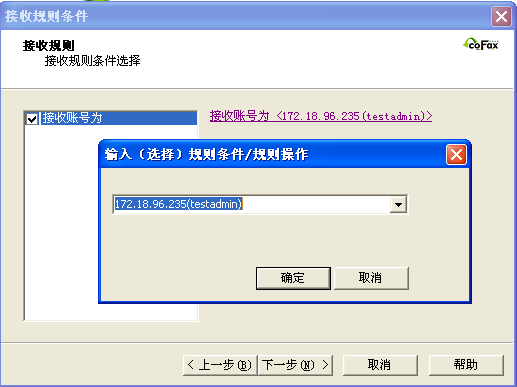 接收规则条件
接收规则
接收规则条件选择
coFax
接收账号为
接收账号为 <172.18.96.235(testadmin)>
输入（选择）规则条件/规则操作
172.18.96.235(testadmin)
确定
取消
< 上一步(B)
下一步(N) >
取消
帮助